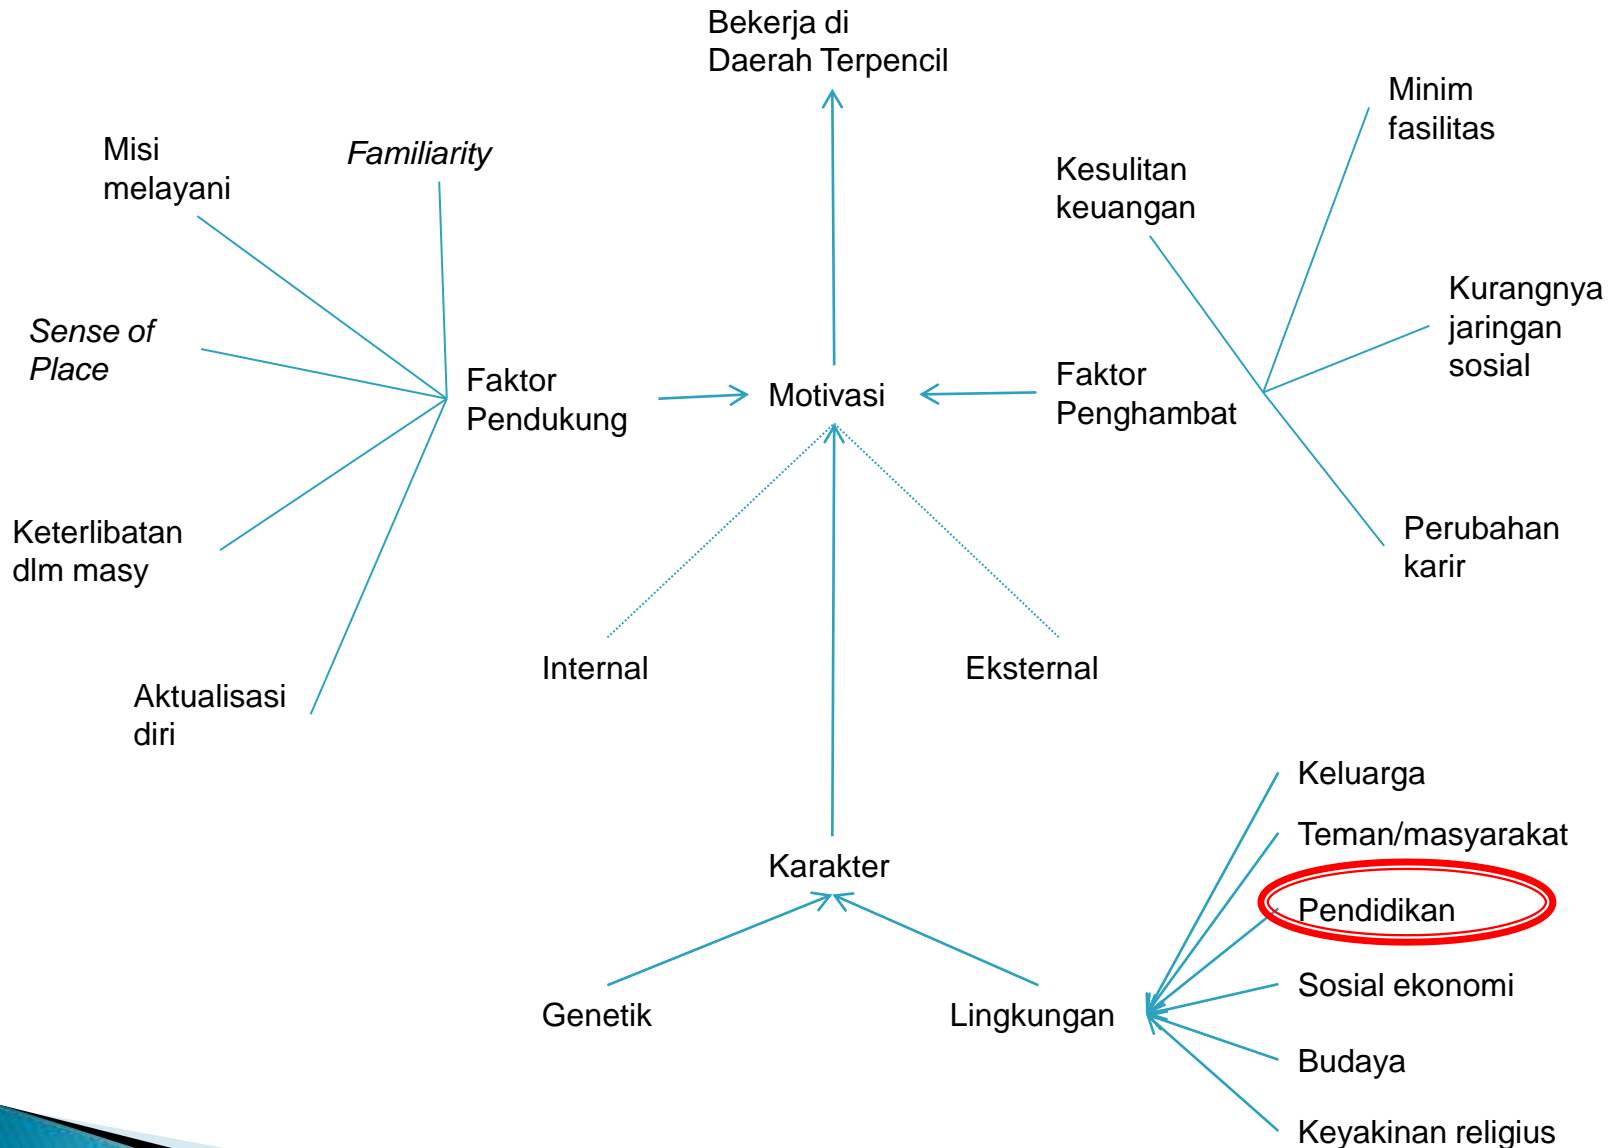 Bekerja di
Daerah Terpencil
Misi
melayani
Familiarity
Sense of
Place
Faktor
Pendukung
Keterlibatan
dlm masy
Aktualisasi
diri
Motivasi
Faktor
Penghambat
Kesulitan
keuangan
Minim
fasilitas
Kurangnya
jaringan
sosial
Perubahan
karir
Internal
Eksternal
Karakter
Genetik
Lingkungan
Keluarga
Teman/masyarakat
Pendidikan
Sosial ekonomi
Budaya
Keyakinan religius